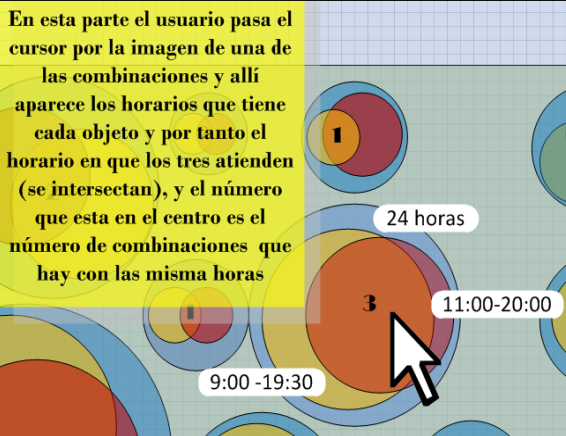 En esta parte el usuario pasa el
cursor por la imagen de una de
las combinaciones y allí
aparece los horarios que tiene
cada objeto y por tanto el
horario en que los tres atienden
(se intersectan), y el número
que esta en el centro es el
número de combinaciones que
hay con las misma horas
1
24 horas
3
11:00-20:00
1
9:00 -19:30